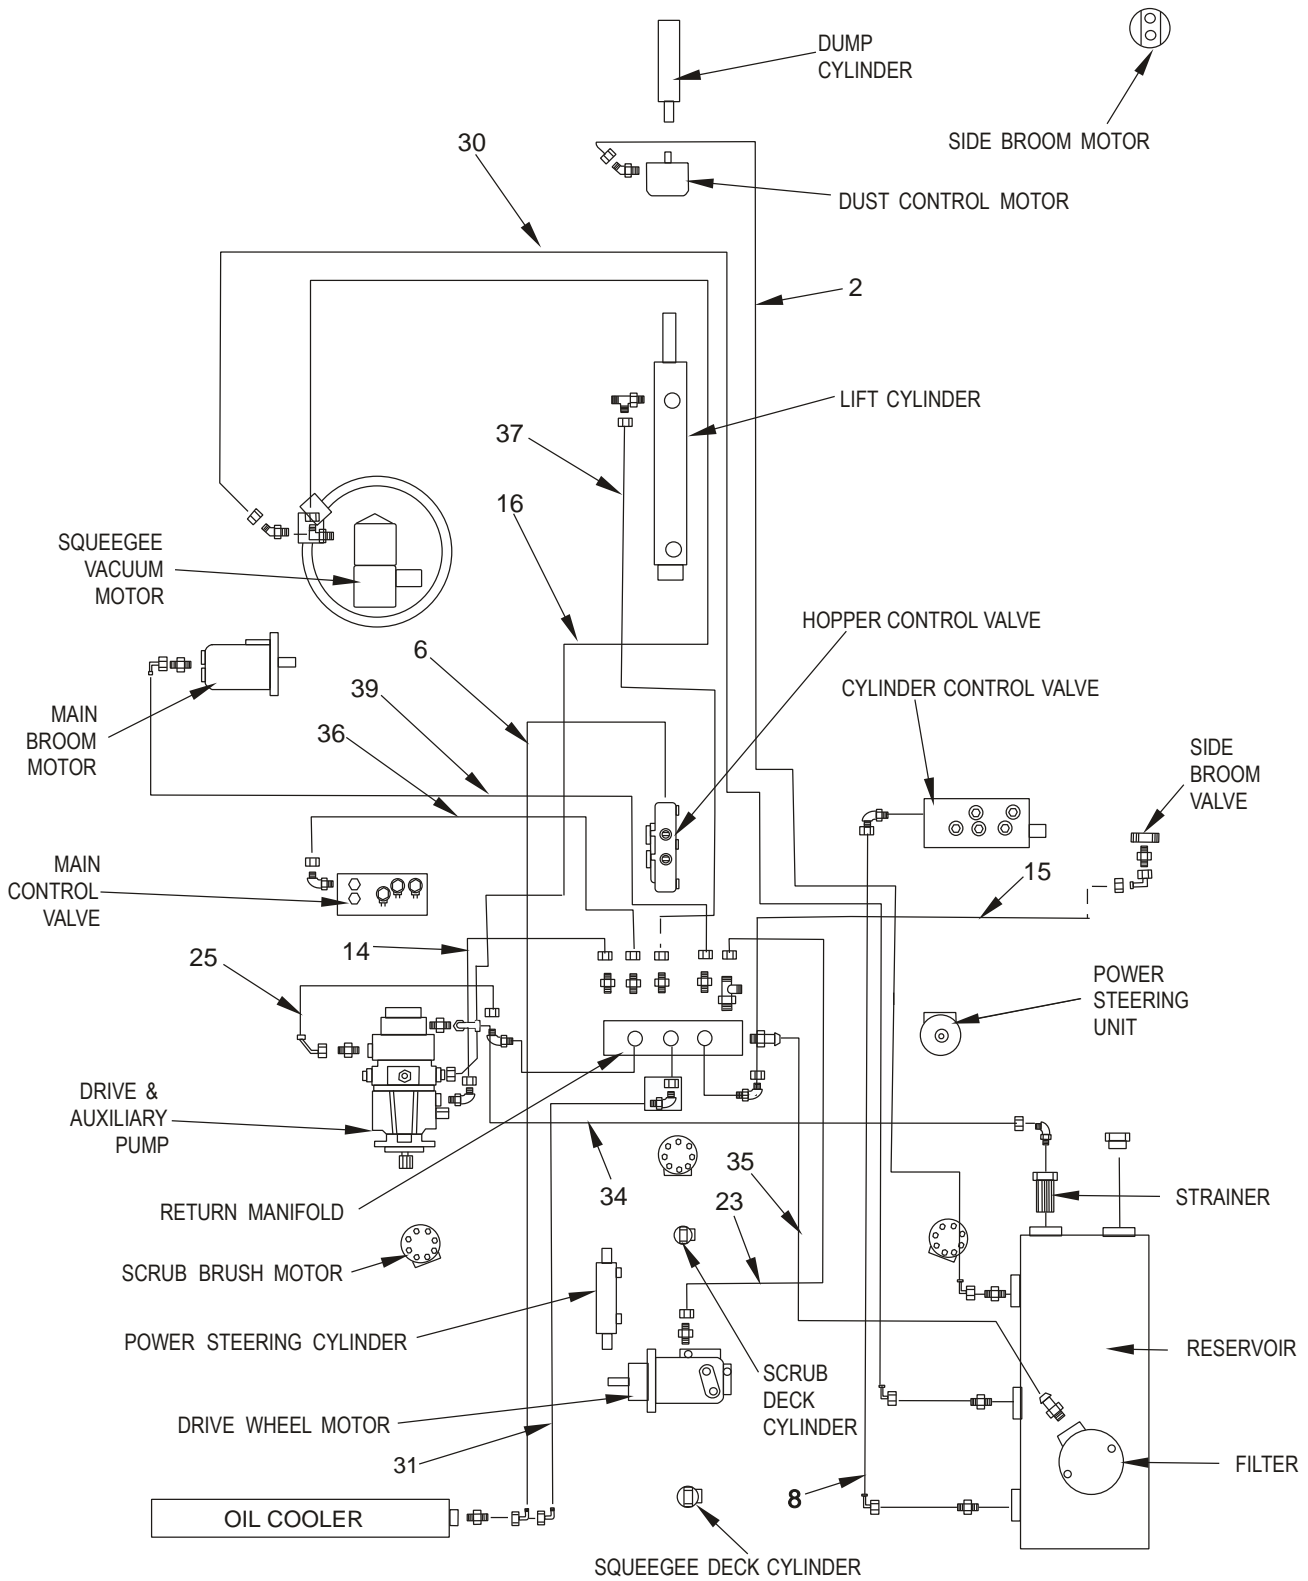 DUMP
CYLINDER
SIDE BROOM MOTOR
30
DUST CONTROL MOTOR
2
LIFT CYLINDER
37
16
SQUEEGEE
VACUUM
MOTOR
HOPPER CONTROL VALVE
6
CYLINDER CONTROL VALVE
39
MAIN
BROOM
MOTOR
36
SIDE
BROOM
VALVE
MAIN
CONTROL
VALVE
15
14
25
POWER
STEERING
UNIT
DRIVE &
AUXILIARY
PUMP
35
34
23
STRAINER
RETURN MANIFOLD
SCRUB BRUSH MOTOR
POWER STEERING CYLINDER
RESERVOIR
SCRUB
DECK
CYLINDER
DRIVE WHEEL MOTOR
31
FILTER
8
OIL COOLER
SQUEEGEE DECK CYLINDER